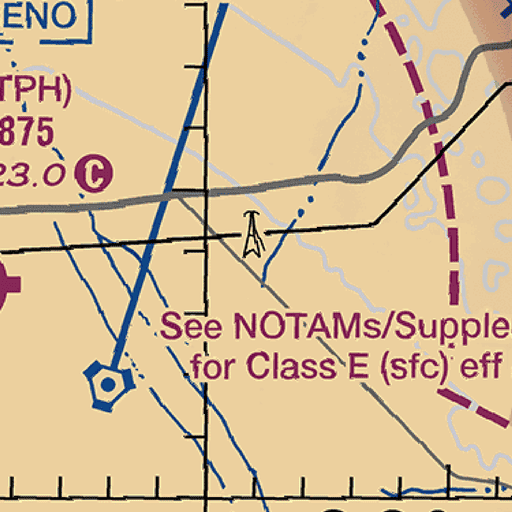 ENO
TPH)
875
23.0 C
See NOTAMs/Supple
for Class E (sfc) eff